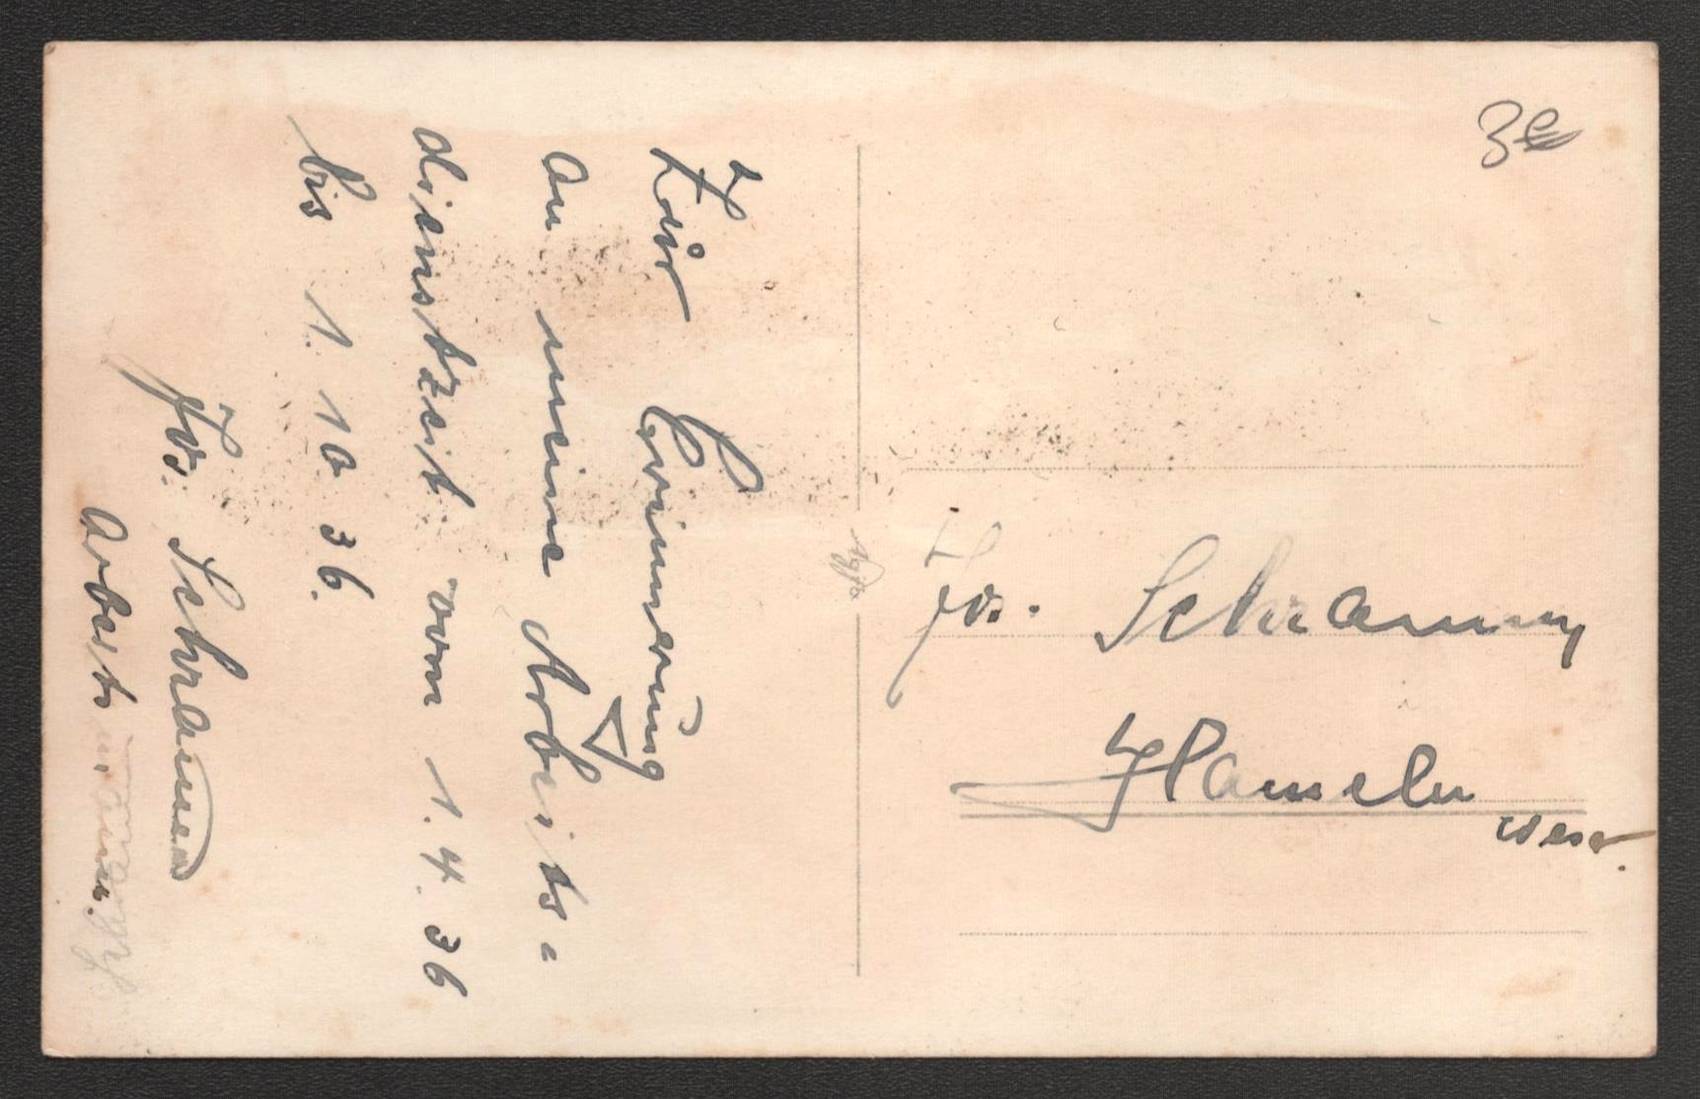 Zur Erinnerung
an meine Arbeits=
dienstzeit vom 1. 4. 36
bis 1. 10. 36.
Jos. Schramm
Arbeitsmann.
Jos. Schramm
Hameln
Weser.